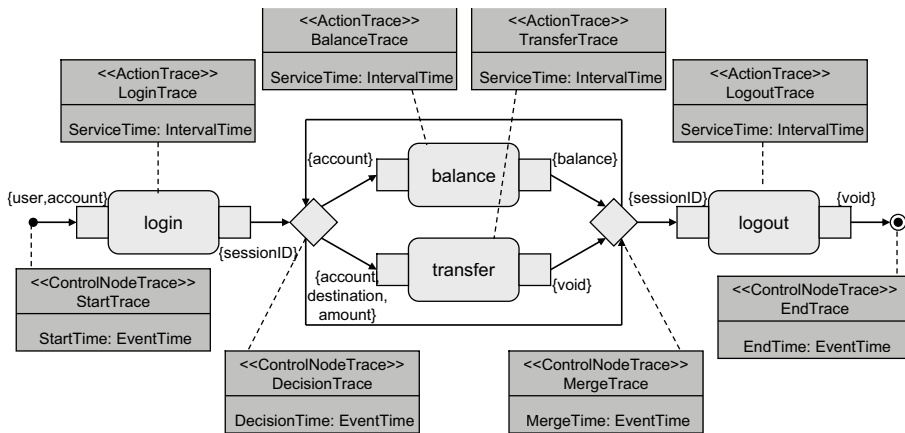 <<ActionTrace>>
BalanceTrace
ServiceTime: IntervalTime
<<ActionTrace>>
TransferTrace
ServiceTime: IntervalTime
<<ActionTrace>>
LoginTrace
ServiceTime: IntervalTime
<<ActionTrace>>
LogoutTrace
ServiceTime: IntervalTime
{account}
balance
{balance}
{user,account}
login
{sessionID}
{sessionID}
logout
{void}
{account,
destination,
amount}
transfer
{void}
<<ControlNodeTrace>>
StartTrace
StartTime: EventTime
<<ControlNodeTrace>>
EndTrace
EndTime: EventTime
<<ControlNodeTrace>>
DecisionTrace
DecisionTime: EventTime
<<ControlNodeTrace>>
MergeTrace
MergeTime: EventTime